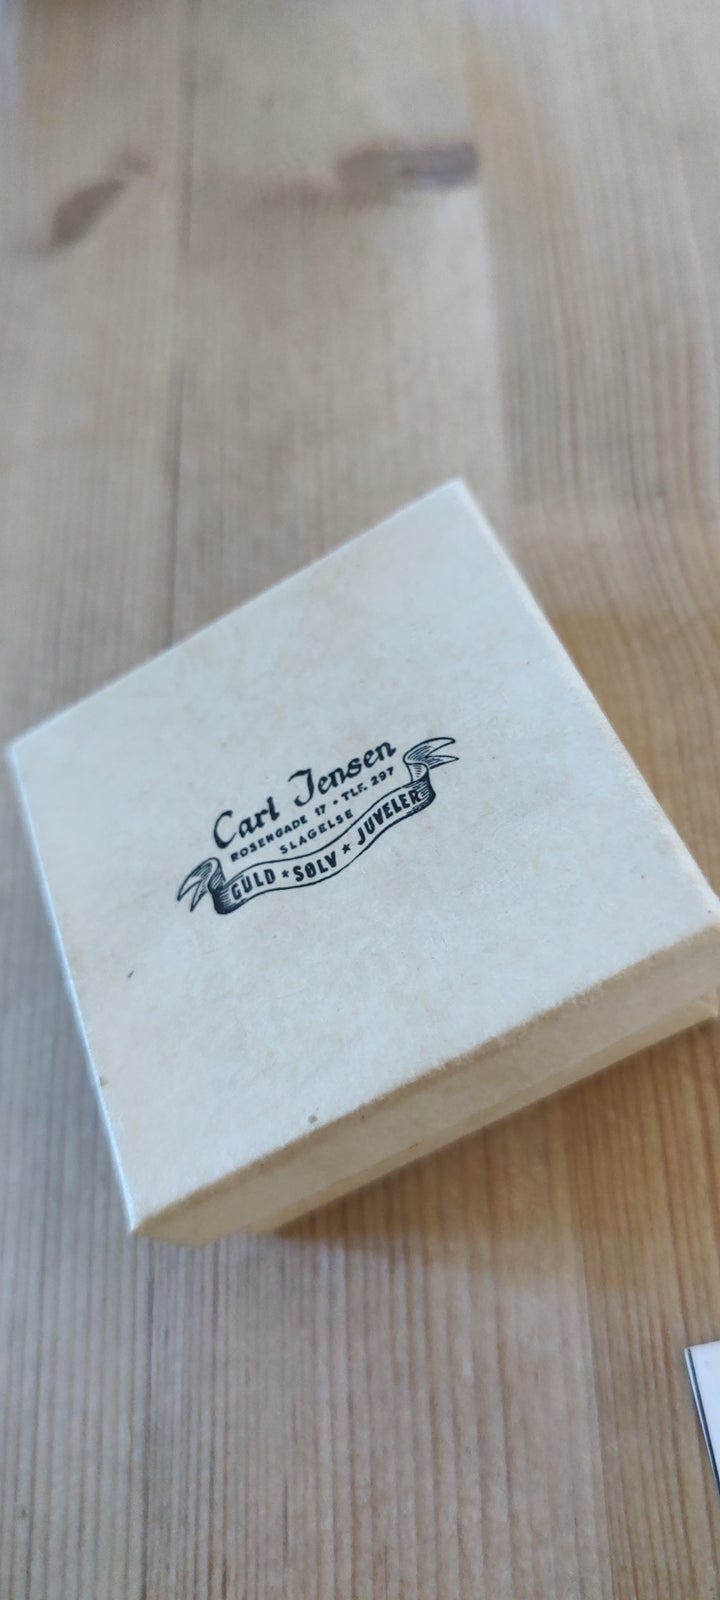 Carl Jensen
ROSENGADE 17 • TLF. 297
SLAGELSE
GULD ★ SØLV ★ JUVELER